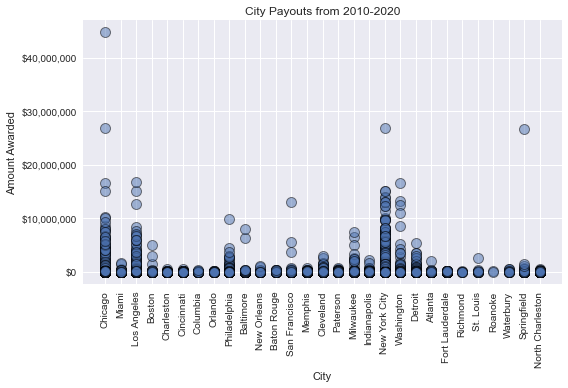 City Payouts from 2010-2020
Amount Awarded
$40,000,000
$30,000,000
$20,000,000
$10,000,000
$0
Chicago
Miami
Los Angeles
Boston
Charleston
Cincinnati
Columbia
Orlando
Philadelphia
Baltimore
New Orleans
Baton Rouge
San Francisco
Memphis
Cleveland
Paterson
Milwaukee
Indianapolis
New York City
Washington
Detroit
Atlanta
Fort Lauderdale
Richmond
St. Louis
Roanoke
Waterbury
Springfield
North Charleston
City